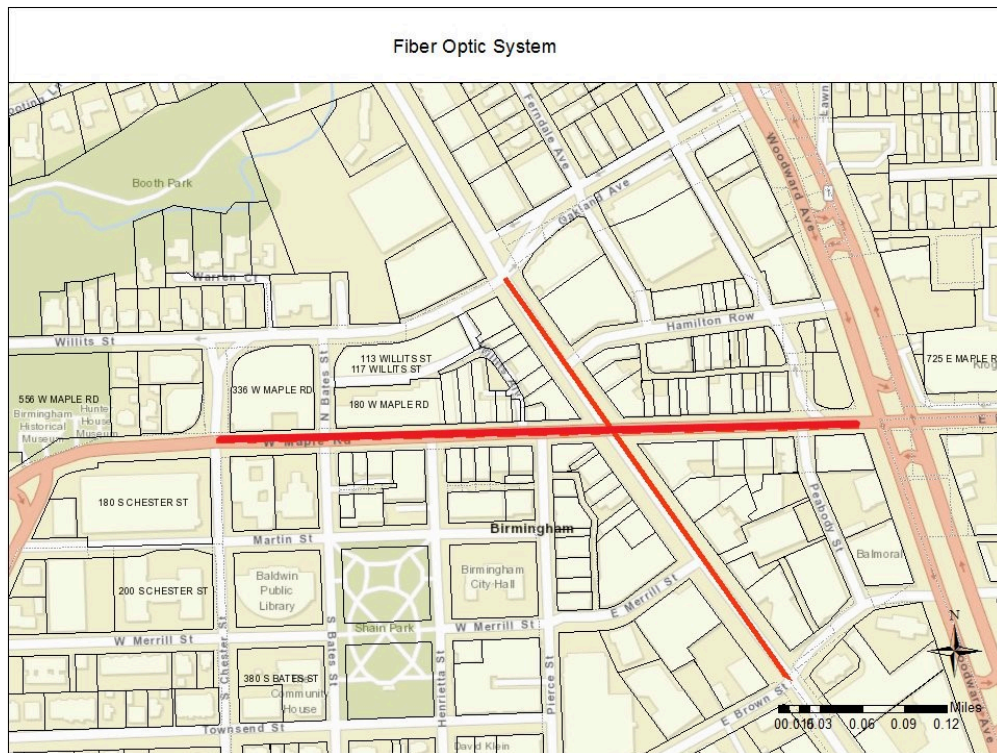 Fiber Optic System
Ferndale Ave
Lawn
Woodward Ave
Booth Park
Oakland Ave
Warren Ct
Hamilton Row
Willits St
113 WILLITS ST
117 WILLITS ST
N Bates St
725 E MAPLE R
Krog
336 W MAPLE RD
180 W MAPLE RD
556 W MAPLE RD
Birmingham
Historical
Museum
Hunter
House
Museum
W Maple Rd
E
180 S CHESTER ST
Peabody St
Birmingham
Martin St
Balmoral
Baldwin
Public
Library
Birmingham
City Hall
200 S CHESTER ST
E Merrill St
W Merrill St
Shain Park
W Merrill St
N
S Chester St
S Bates St
Henrietta St
Pierce St
Woodward Ave
380 S BATES ST
Community
House
E Brown St
Townsend St
David Klein
Miles
0.03 0.06 0.09 0.12